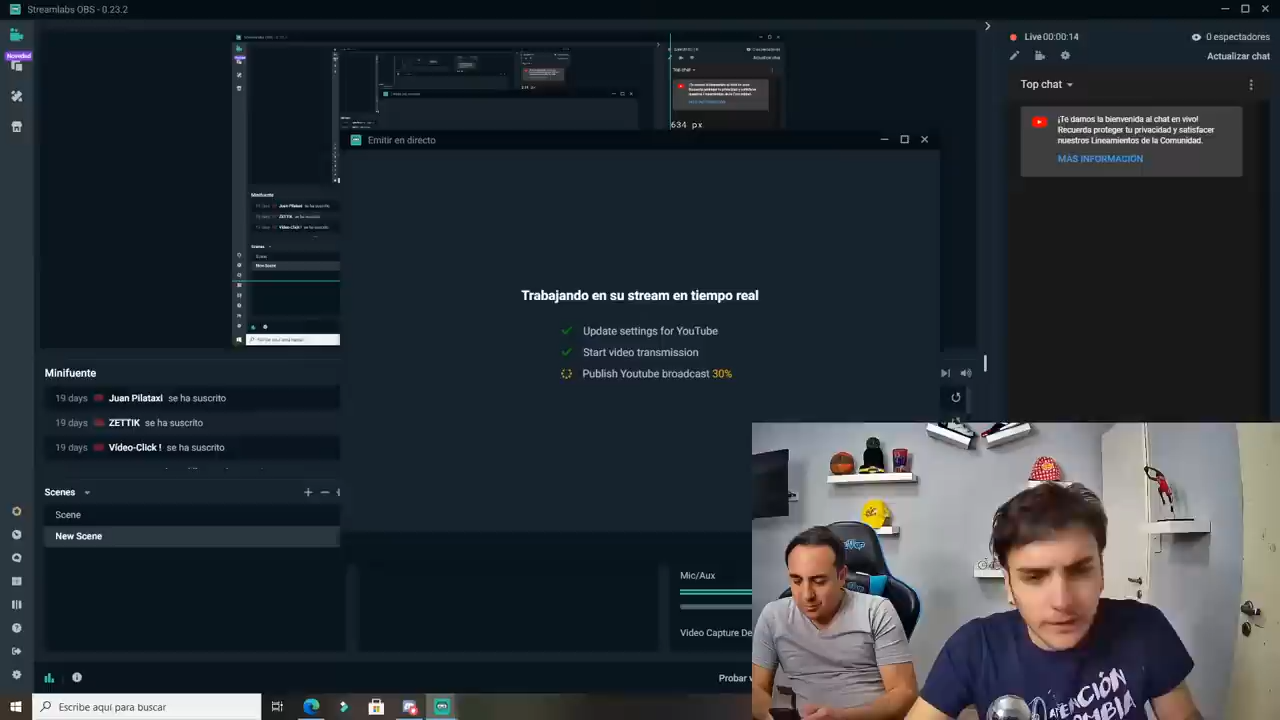 Streamlabs OBS - 0.23.2
Novedad
634 px
Emitir en directo
Trabajando en su stream en tiempo real
Update settings for YouTube
Start video transmission
Publish Youtube broadcast 30%
Live 00:00:14
0 espectadores
Actualizar chat
Top chat
¡Te damos la bienvenida al chat en vivo!
Recuerda proteger tu privacidad y satisfacer
nuestros Lineamientos de la Comunidad.
MÁS INFORMACIÓN
Minifuente
19 days Juan Pilataxi se ha suscrito
19 days ZETTIK se ha suscrito
19 days Vídeo-Click ! se ha suscrito
Scenes
Scene
New Scene
Mic/Aux
Video Capture De
Probar
ATENCIÓN
Escribe aquí para buscar